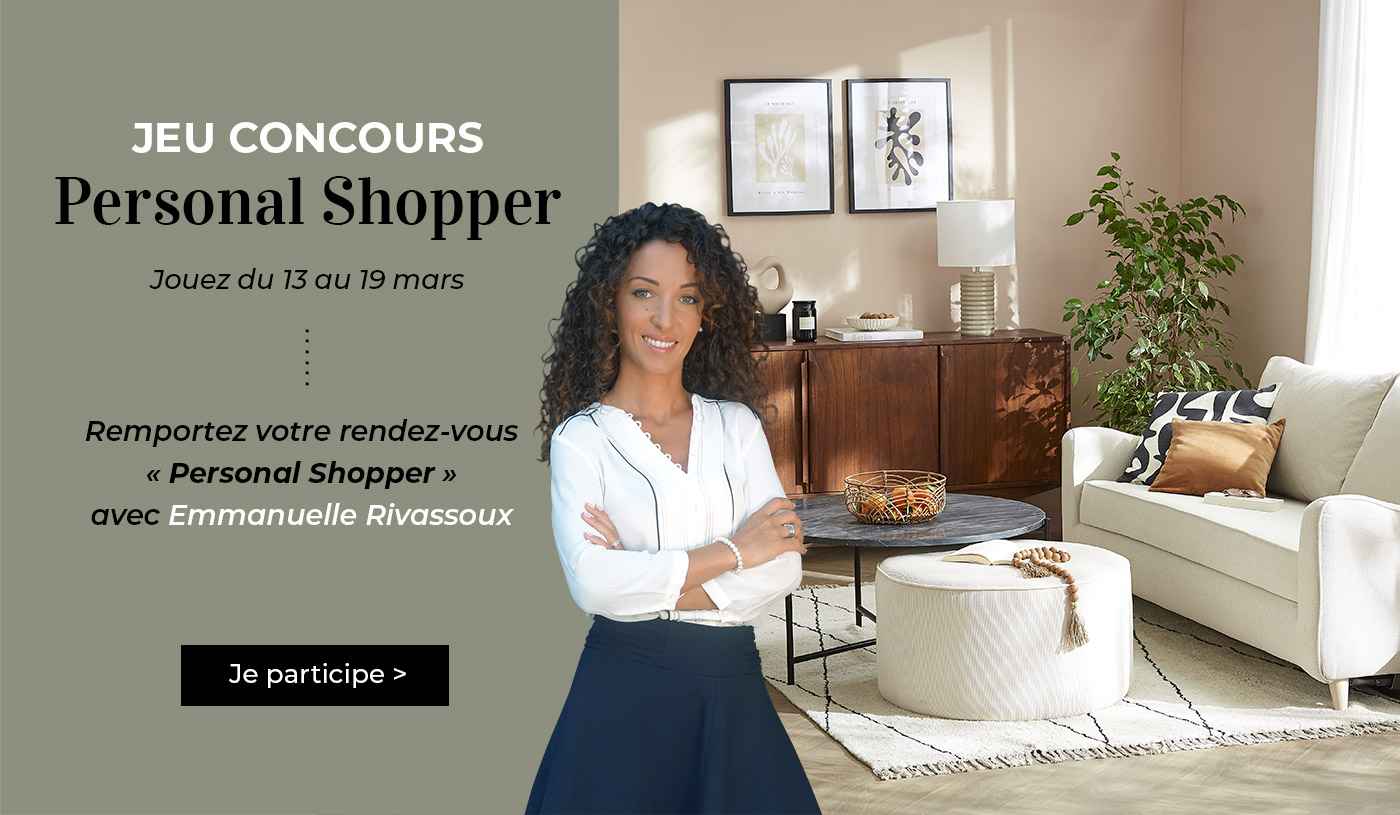 JEU CONCOURS
Personal Shopper
Jouez du 13 au 19 mars
Remportez votre rendez-vous
« Personal Shopper »
avec Emmanuelle Rivassoux
Je participe >
Berlin